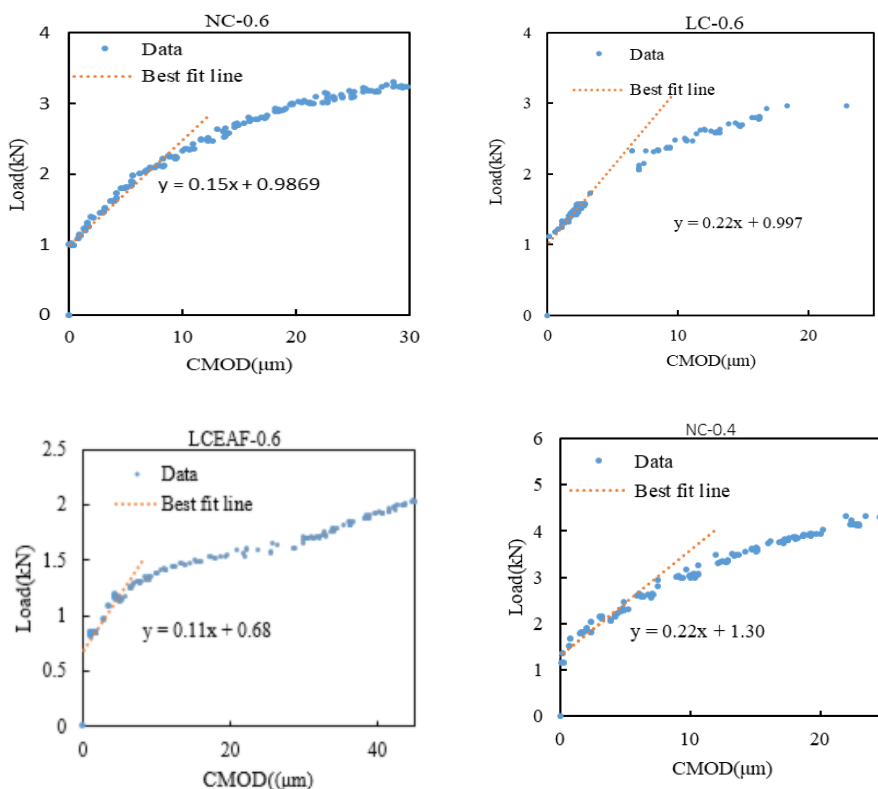 NC-0.6
Load(kN)
4
3
2
1
0
Data
Best fit line
y = 0.15x + 0.9869
0 10 20 30
CMOD(μm)
LC-0.6
Load(kN)
4
3
2
1
0
Data
Best fit line
y = 0.22x + 0.997
0 10 20
CMOD(μm)
LCEAF-0.6
Load(kN)
2.5
2
1.5
1
0.5
0
Data
Best fit line
y = 0.11x + 0.68
0 20 40
CMOD((μm)
NC-0.4
Load(kN)
6
5
4
3
2
1
0
Data
Best fit line
y = 0.22x + 1.30
0 10 20
CMOD(μm)